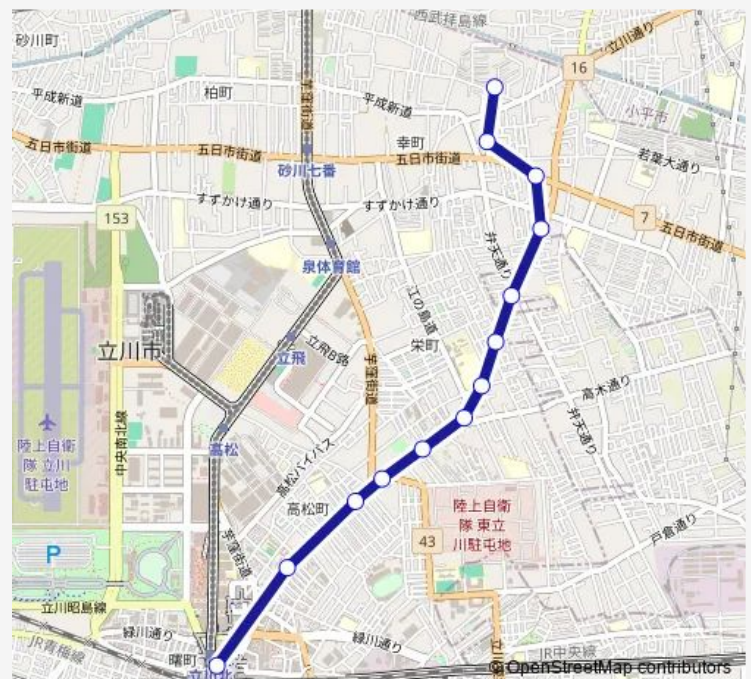 西武拝島線
砂川町
立川通り
16
平成新道
柏町
平成新道
小平市
五日市街道
五日市街道
幸町
五日市街道
若葉大通り
砂川七番
すずかけ通り
すずかけ通り
153
7
五日市街道
弁天通り
泉体育館
江の島道
立川市
立飛
立飛B路
栄町
芋窪街道
中央南北線
弁天通り
陸上自衛
隊 立川
駐屯地
高松
高松バイパス
高松町
陸上自衛
隊 東立
川駐屯地
芋窪街道
43
戸倉通り
P
立川昭島線
緑川通り
緑川通り
JR青梅線
曙町
立川北
JR中央線
© OpenStreetMap contributors